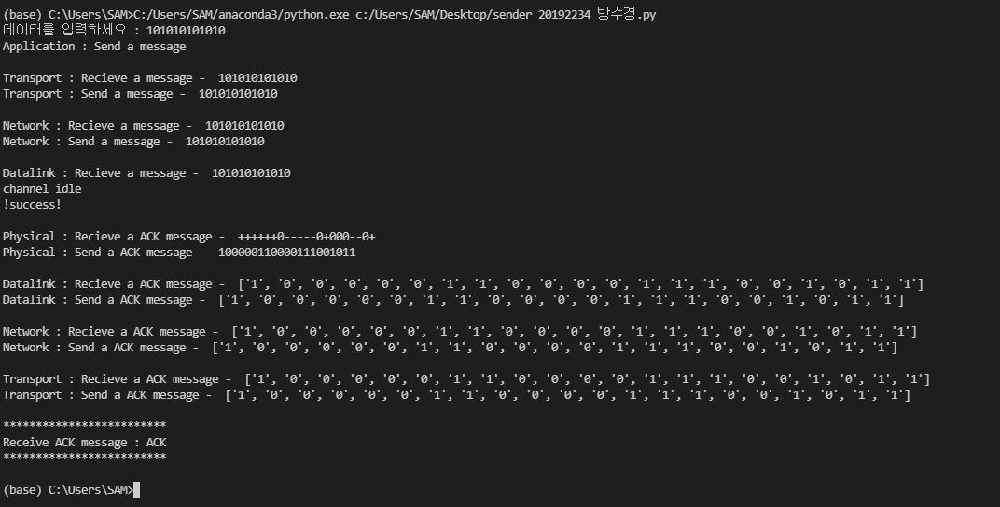 (base) C:\Users\SAM>C:/Users/SAM/anaconda3/python.exe c:/Users/SAM/Desktop/sender_20192234_방수경.py
데이터를 입력하세요 : 101010101010
Application : Send a message
Transport : Recieve a message -  101010101010
Transport : Send a message -  101010101010
Network : Recieve a message -  101010101010
Network : Send a message -  101010101010
Datalink : Recieve a message -  101010101010
channel idle
!success!
Physical : Recieve a ACK message -  ++++++0-----0+000--0+
Physical : Send a ACK message -  100000110000111001011
Datalink : Recieve a ACK message -  ['1', '0', '0', '0', '0', '0', '1', '1', '0', '0', '0', '0', '1', '1', '1', '0', '0', '1', '0', '1', '1']
Datalink : Send a ACK message -  ['1', '0', '0', '0', '0', '0', '1', '1', '0', '0', '0', '0', '1', '1', '1', '0', '0', '1', '0', '1', '1']
Network : Recieve a ACK message -  ['1', '0', '0', '0', '0', '0', '1', '1', '0', '0', '0', '0', '1', '1', '1', '0', '0', '1', '0', '1', '1']
Network : Send a ACK message -  ['1', '0', '0', '0', '0', '0', '1', '1', '0', '0', '0', '0', '1', '1', '1', '0', '0', '1', '0', '1', '1']
Transport : Recieve a ACK message -  ['1', '0', '0', '0', '0', '0', '1', '1', '0', '0', '0', '0', '1', '1', '1', '0', '0', '1', '0', '1', '1']
Transport : Send a ACK message -  ['1', '0', '0', '0', '0', '0', '1', '1', '0', '0', '0', '0', '1', '1', '1', '0', '0', '1', '0', '1', '1']
*************************
Receive ACK message : ACK
*************************
(base) C:\Users\SAM>